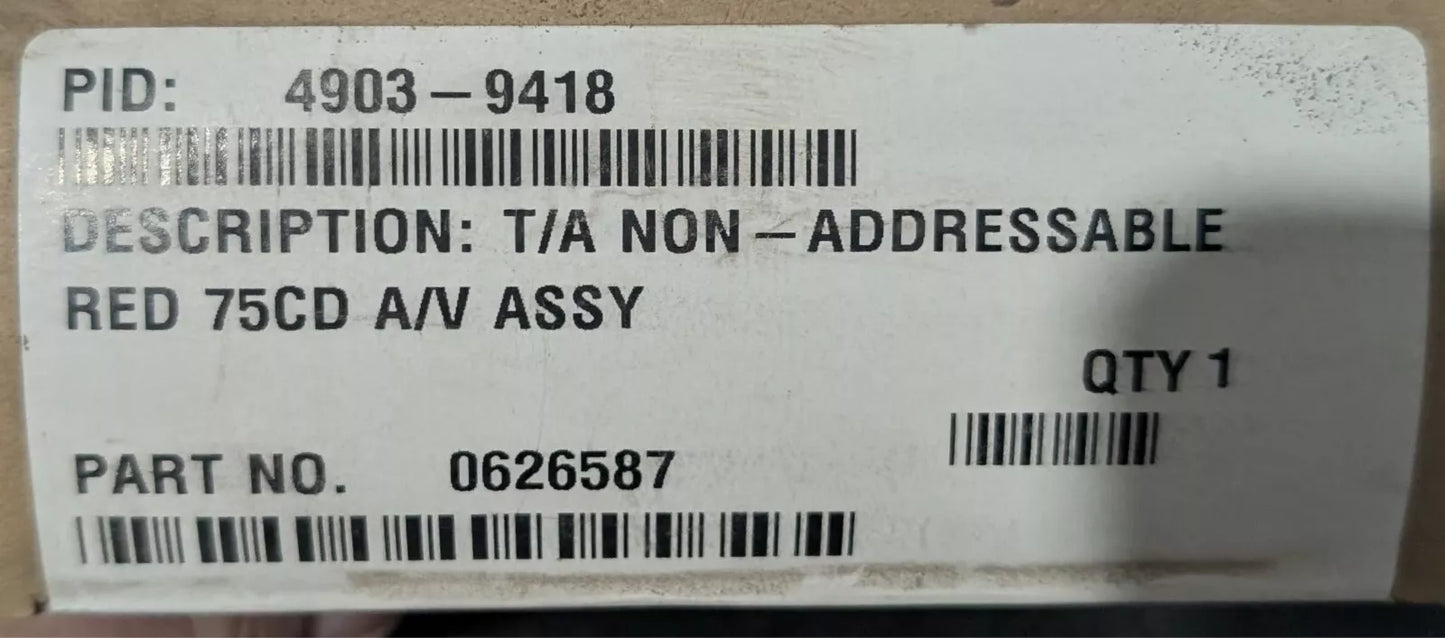 PID: 4903-9418
DESCRIPTION: T/A NON-ADDRESSABLE
RED 75CD A/V ASSY
QTY 1
PART NO. 0626587